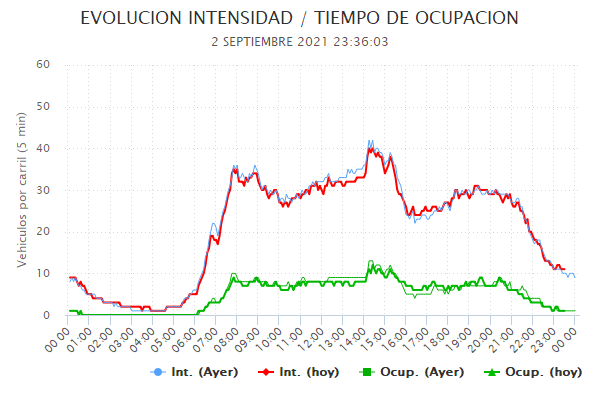 EVOLUCION INTENSIDAD / TIEMPO DE OCUPACION
2 SEPTIEMBRE 2021 23:36:03
Vehiculos por carril (5 min)
60
50
40
30
20
10
0
00:00 01:00 02:00 03:00 04:00 05:00 06:00 07:00 08:00 09:00 10:00 11:00 12:00 13:00 14:00 15:00 16:00 17:00 18:00 19:00 20:00 21:00 22:00 23:00 00:00
Int. (Ayer) Int. (hoy) Ocup. (Ayer) Ocup. (hoy)